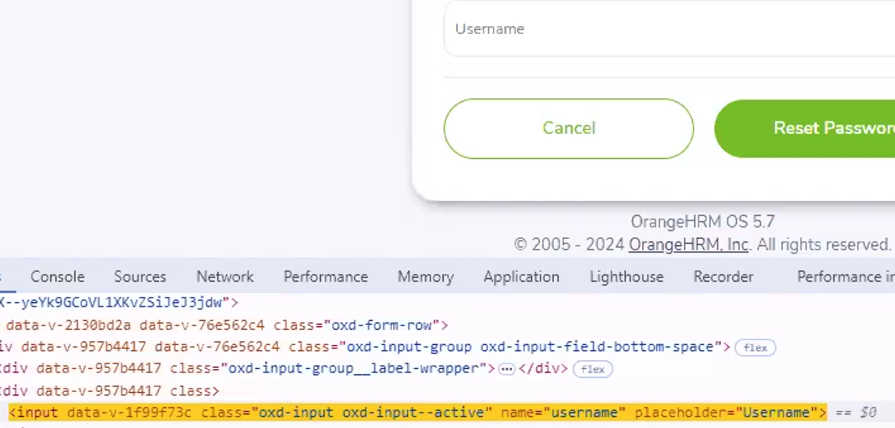 Username
Cancel
Reset Passwor
OrangeHRM OS 5.7
© 2005 - 2024 OrangeHRM, Inc. All rights reserved.
Console Sources Network Performance Memory Application Lighthouse Recorder Performance in
X--yeYk9GCoVL1XKvZSiJeJ3jdw">
data-v-2130bd2a data-v-76e562c4 class="oxd-form-row">
iv data-v-957b4417 data-v-76e562c4 class="oxd-input-group oxd-input-field-bottom-space"> flex
<div data-v-957b4417 class="oxd-input-group__label-wrapper">…</div> flex
<div data-v-957b4417 class>
<input data-v-1f99f73c class="oxd-input oxd-input--active" name="username" placeholder="Username"> == $0